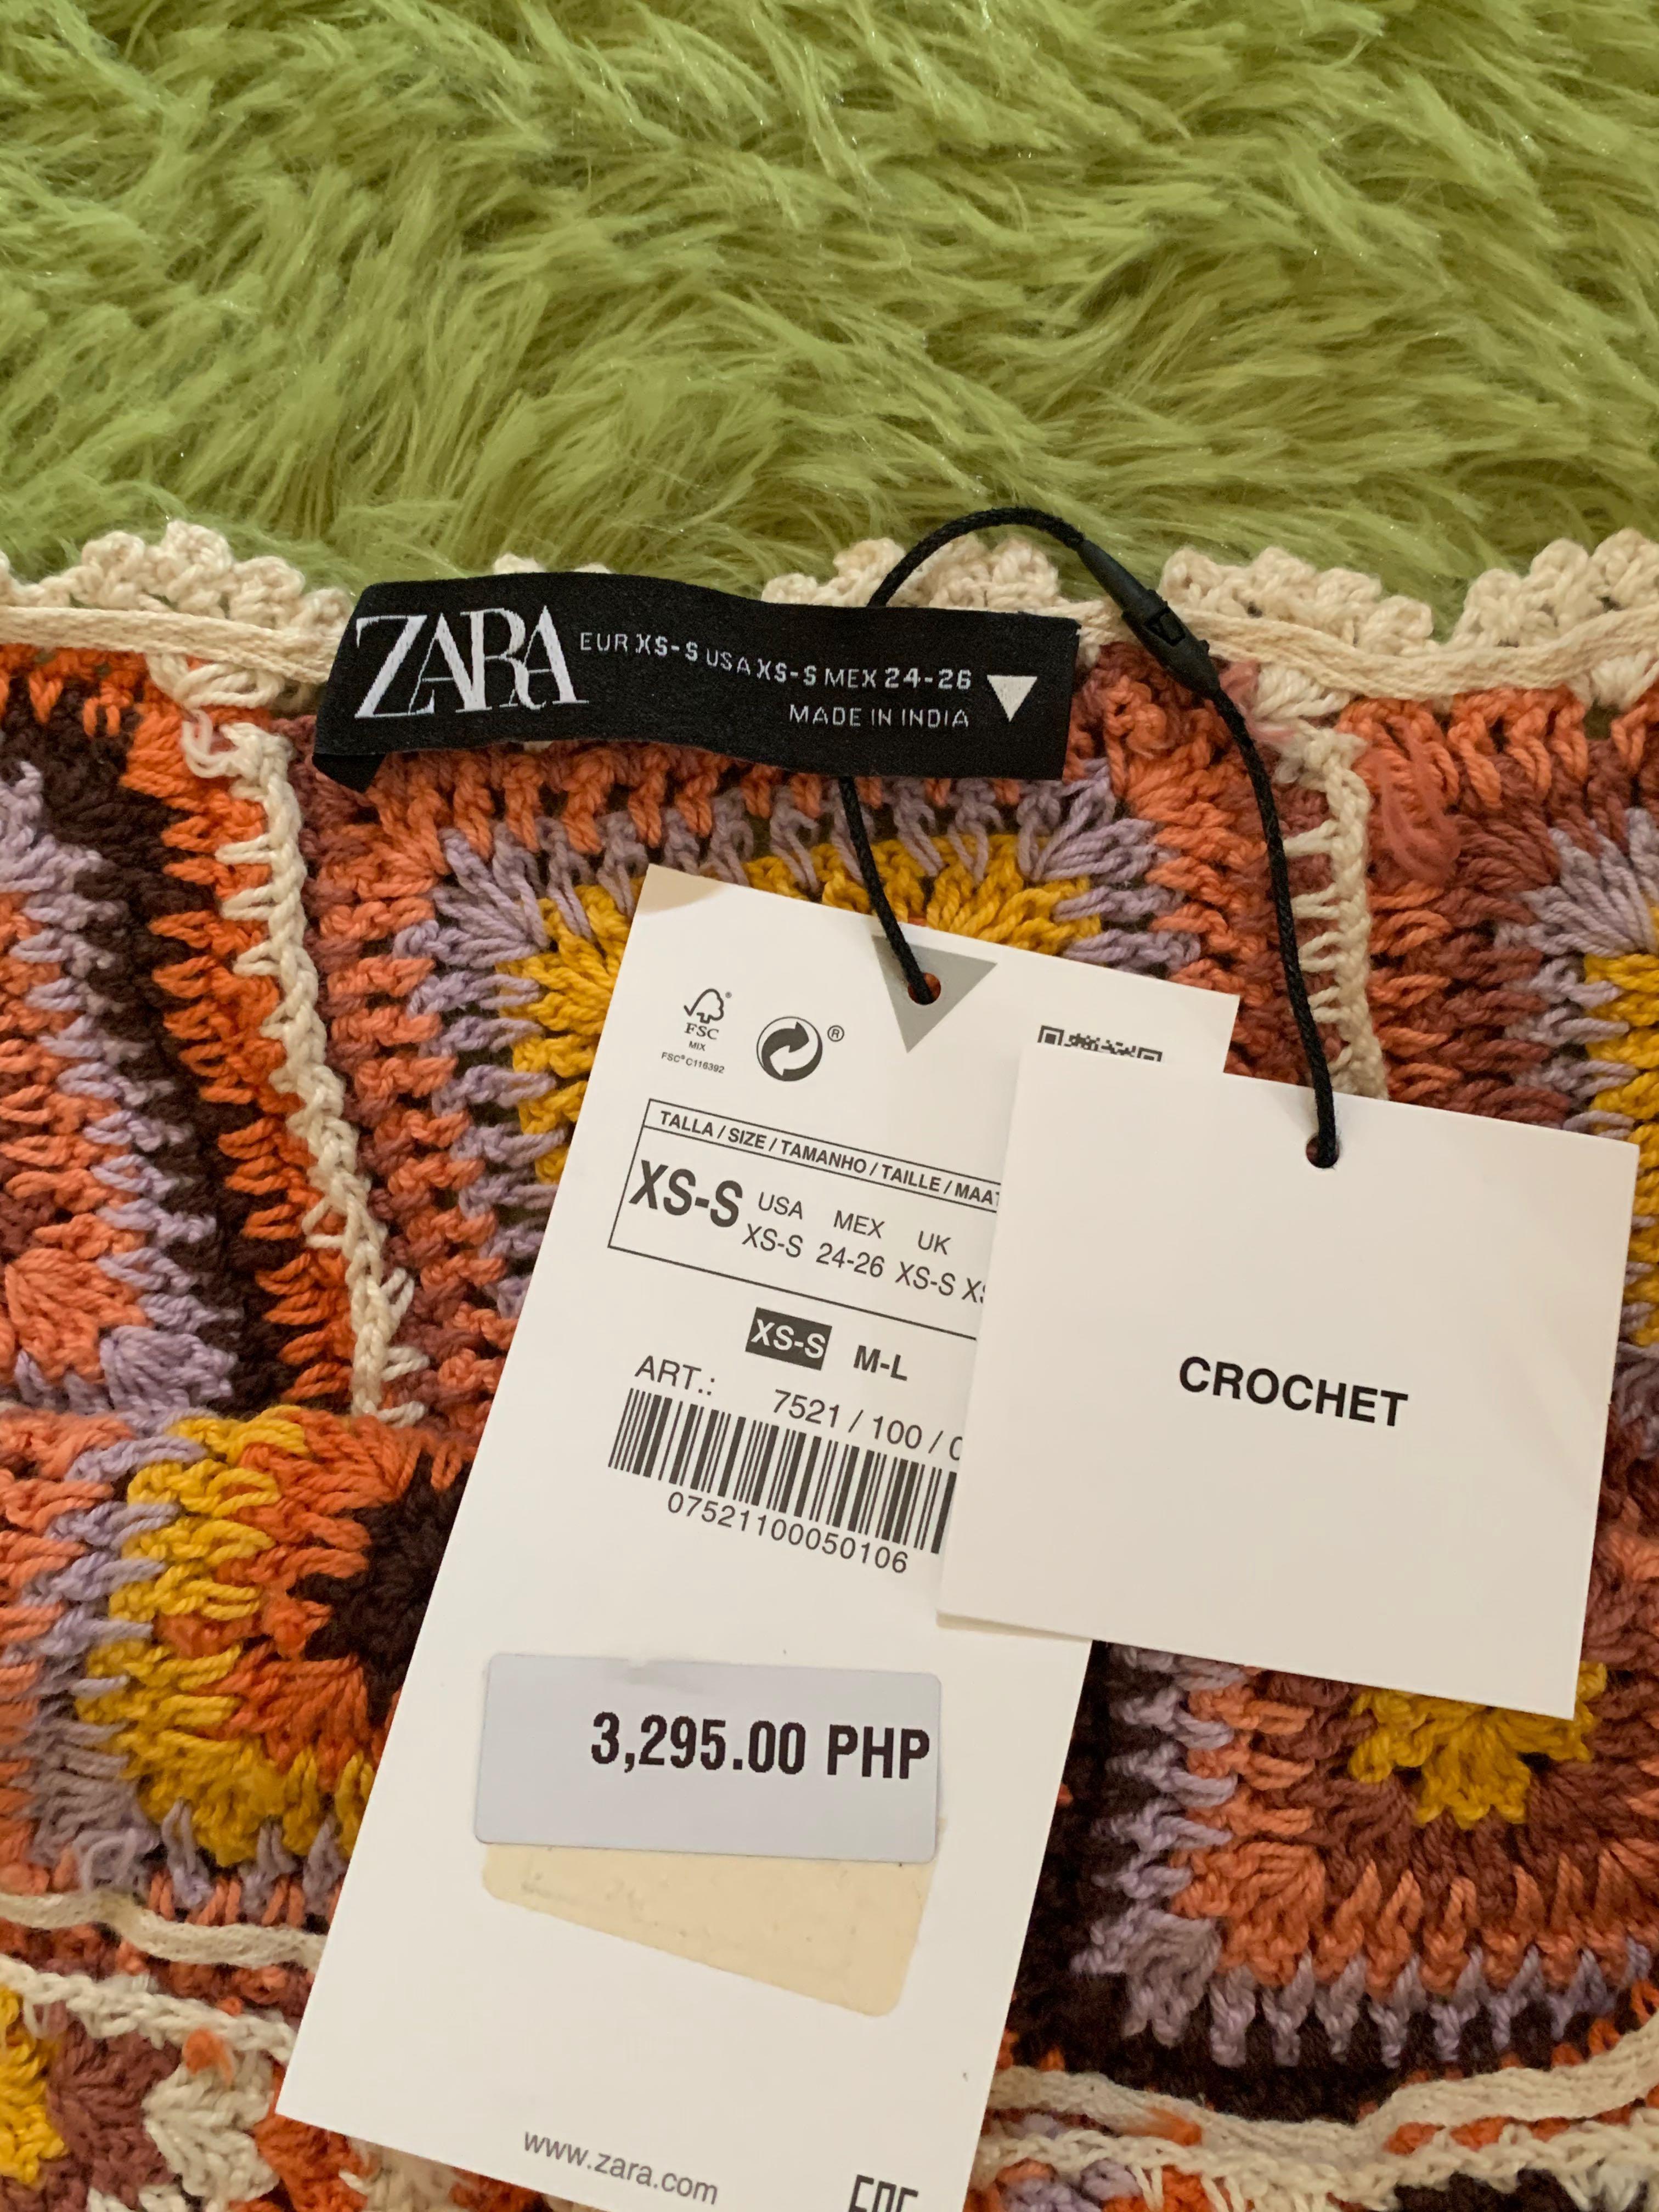 ZARA EUR XS-S USA XS-S MEX 24-26
MADE IN INDIA
FSC
MIX
FSC® C116392
®
TALLA / SIZE / TAMANHO / TAILLE / MAAT
XS-S USA MEX UK
XS-S 24-26 XS-S
XS-S M-L
ART.: 7521 / 100 /
07521100050106
CROCHET
3,295.00 PHP
www.zara.com